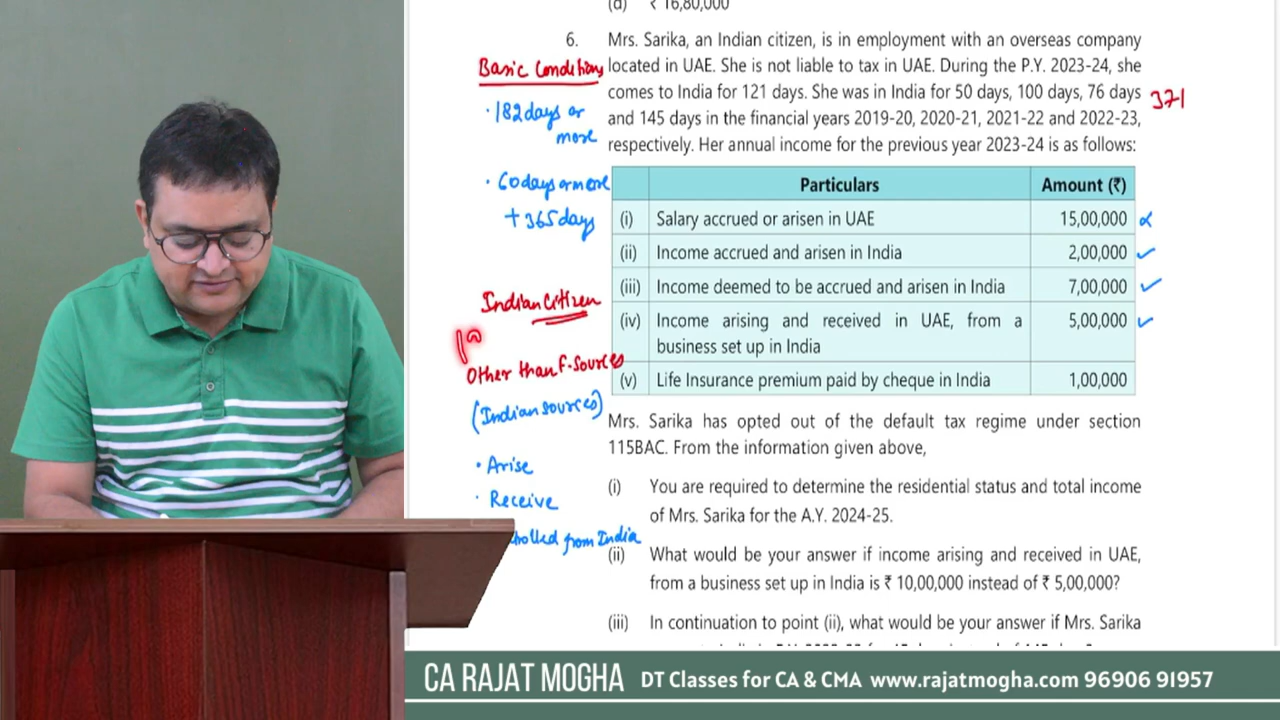 (d) ₹ 16,80,000
6. Mrs. Sarika, an Indian citizen, is in employment with an overseas company
located in UAE. She is not liable to tax in UAE. During the P.Y. 2023-24, she
comes to India for 121 days. She was in India for 50 days, 100 days, 76 days
and 145 days in the financial years 2019-20, 2020-21, 2021-22 and 2022-23,
respectively. Her annual income for the previous year 2023-24 is as follows:
371
Basic Conditions
· 182 days or
more
· 60 days or more
+ 365 days
Indian Citizen
Other than F. Sources
(Indian sources)
· Arise
· Receive
from India
Particulars Amount (₹)
(i) Salary accrued or arisen in UAE 15,00,000
(ii) Income accrued and arisen in India 2,00,000 ✓
(iii) Income deemed to be accrued and arisen in India 7,00,000 ✓
(iv) Income arising and received in UAE, from a 5,00,000 ✓
business set up in India
(v) Life Insurance premium paid by cheque in India 1,00,000
Mrs. Sarika has opted out of the default tax regime under section
115BAC. From the information given above,
(i) You are required to determine the residential status and total income
of Mrs. Sarika for the A.Y. 2024-25.
(ii) What would be your answer if income arising and received in UAE,
from a business set up in India is ₹ 10,00,000 instead of ₹ 5,00,000?
(iii) In continuation to point (ii), what would be your answer if Mrs. Sarika
CA RAJAT MOGHA DT Classes for CA & CMA www.rajatmogha.com 96906 91957